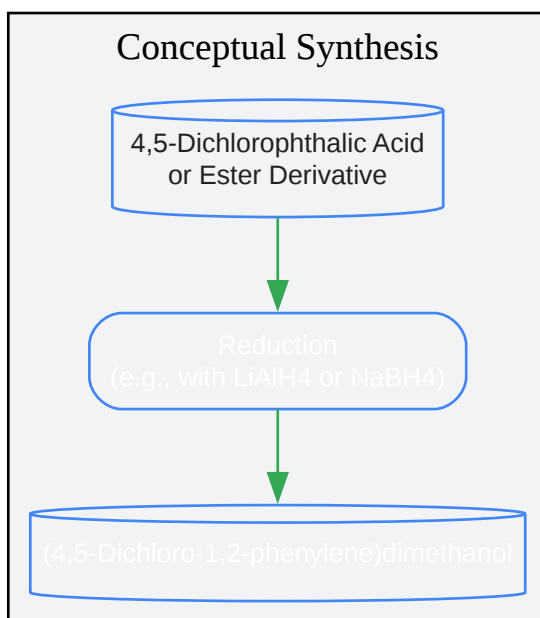 Conceptual Synthesis
4,5-Dichlorophthalic Acid
or Ester Derivative
Reduction
(e.g., with LiAlH4 or NaBH4)
(4,5-Dichloro-1,2-phenylene)dimethanol